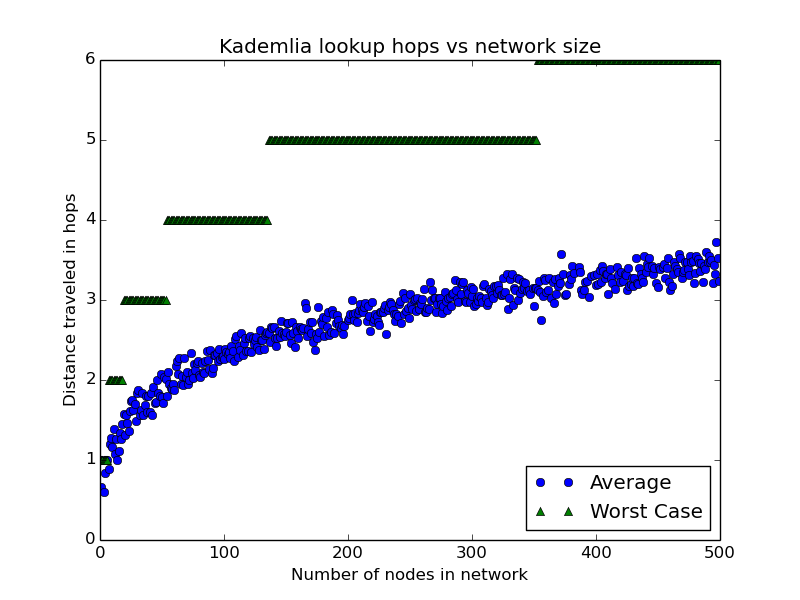 Kademlia lookup hops vs network size
6
5
4
3
2
1
0
Distance traveled in hops
0 100 200 300 400 500
Number of nodes in network
Average
Worst Case